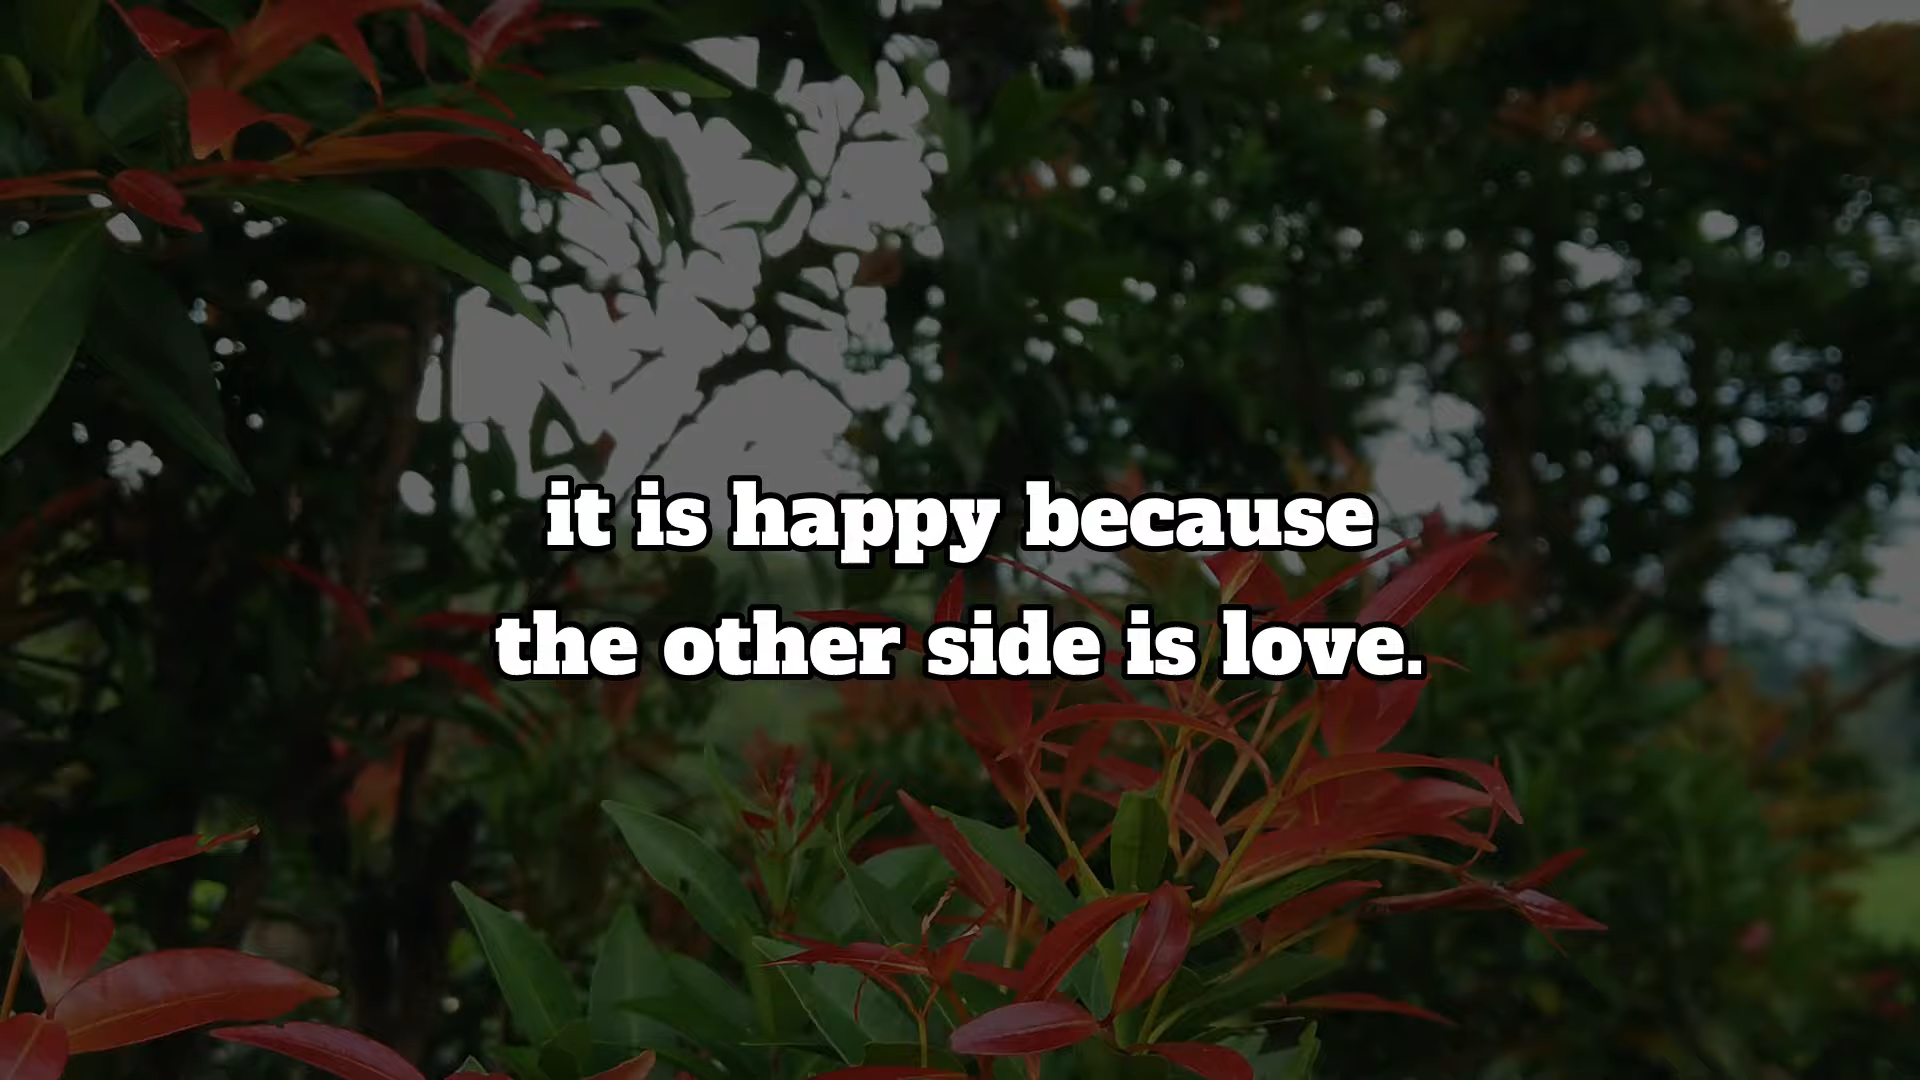 it is happy because
the other side is love.